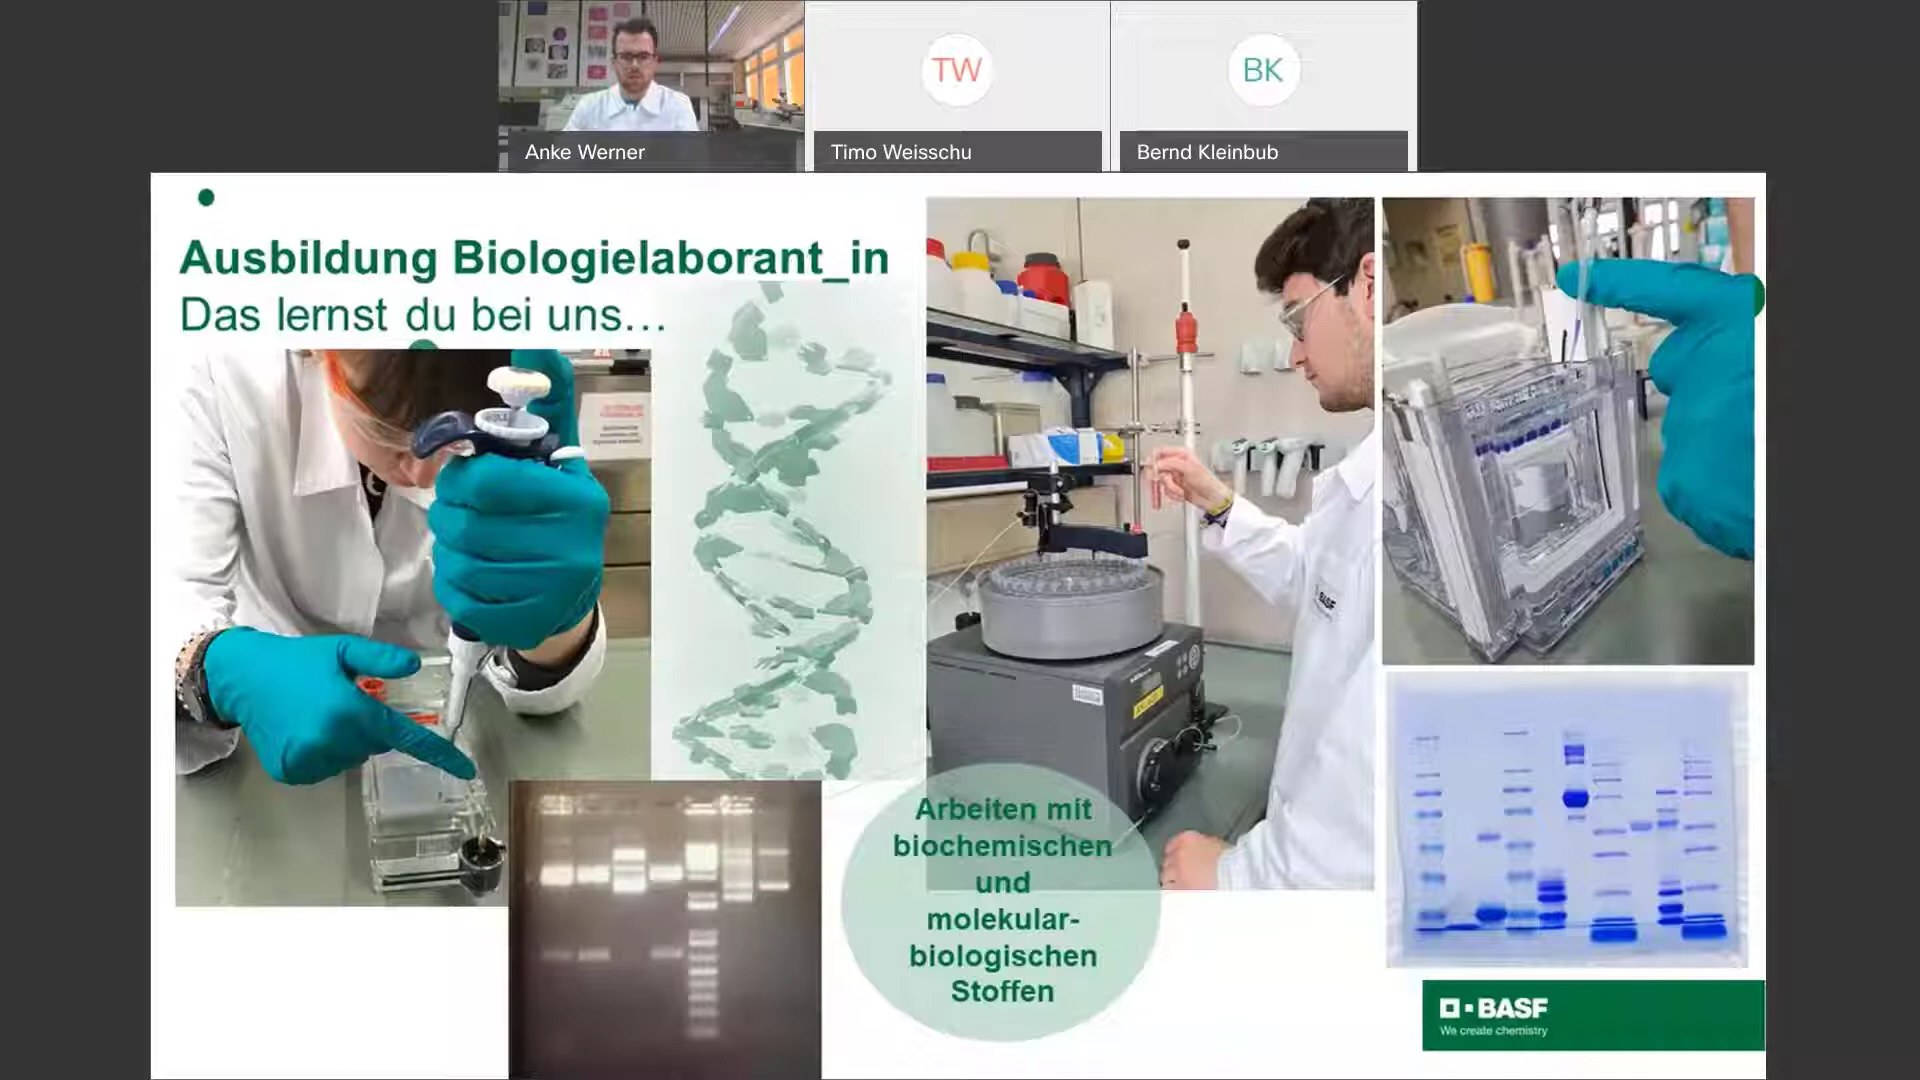 TW
BK
Anke Werner
Timo Weisschu
Bernd Kleinbub
Ausbildung Biologielaborant_in
Das lernst du bei uns...
BASF
Arbeiten mit
biochemischen
und
molekular-
biologischen
Stoffen
BASF
We create chemistry